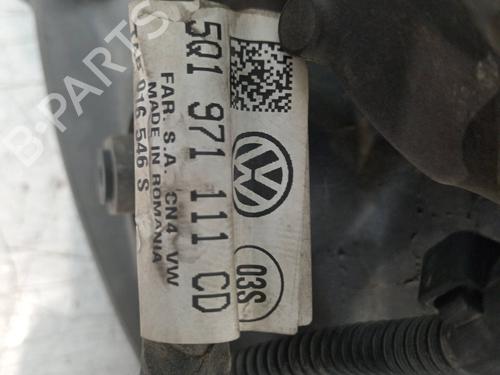 5Q1 971 111 CD
FAR S.A. CN4 VW
MADE IN ROMANIA
016 546 S
03S
B-PARTS